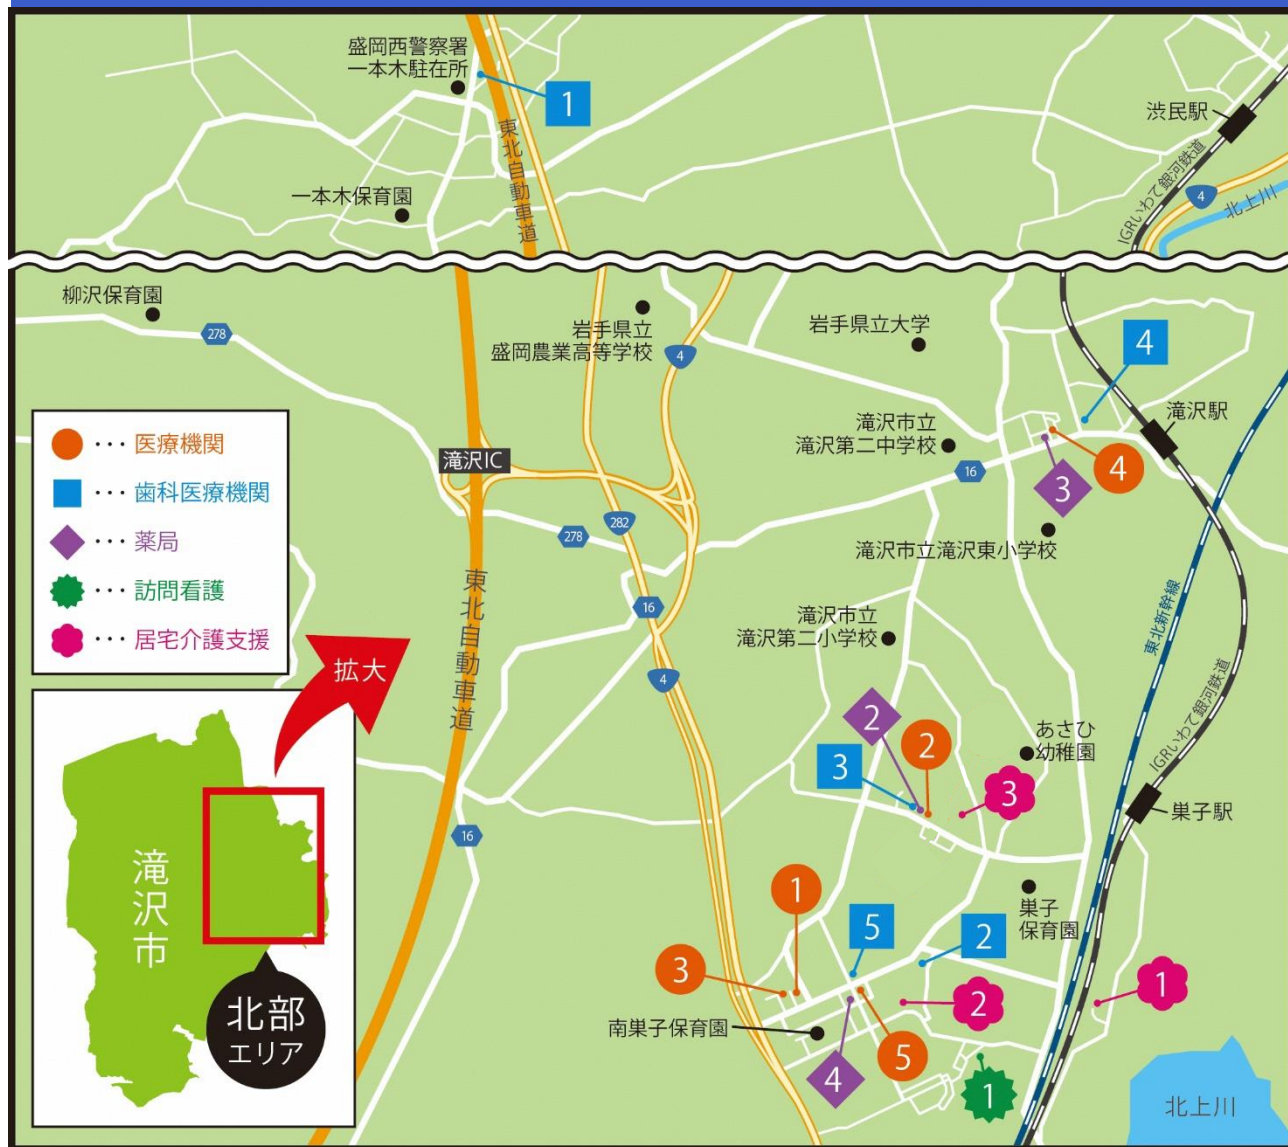 盛岡西警察署
一本木駐在所
1
東北自動車道
渋民駅
IGRいわて銀河鉄道
4
北上川
一本木保育園
柳沢保育園
278
岩手県立
盛岡農業高等学校
4
岩手県立大学
4
滝沢駅
滝沢市立
滝沢第二中学校
16
3
4
滝沢IC
282
278
滝沢市立滝沢東小学校
・・・医療機関
・・・歯科医療機関
・・・薬局
・・・訪問看護
・・・居宅介護支援
東北自動車道
16
滝沢市立
滝沢第二小学校
東北新幹線
4
拡大
2
2
3
あさひ
幼稚園
3
IGRいわて銀河鉄道
巣子駅
16
滝沢市
北部
エリア
1
5
2
巣子
保育園
3
2
1
南巣子保育園
4
5
1
北上川